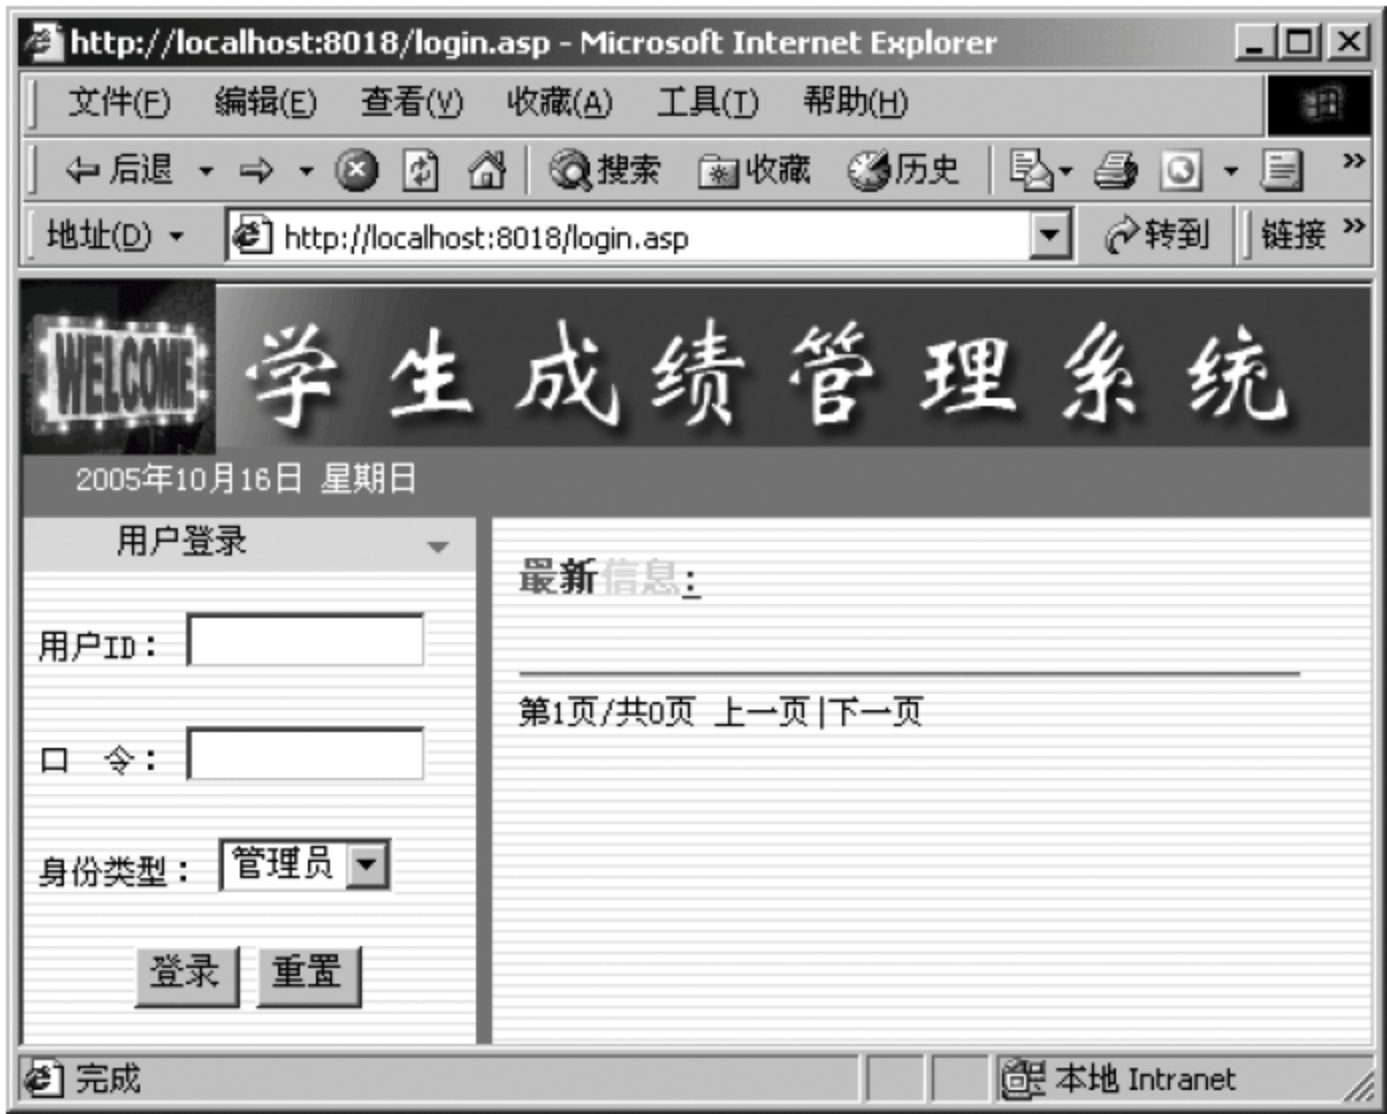 http://localhost:8018/login.asp - Microsoft Internet Explorer
文件(F) 编辑(E) 查看(V) 收藏(A) 工具(T) 帮助(H)
后退 搜索 收藏 历史 »
地址(D) http://localhost:8018/login.asp 转到 链接 »
WELCOME
学生成绩管理系统
2005年10月16日 星期日
用户登录
用户ID：
口 令：
身份类型： 管理员
登录 重置
最新信息:
第1页/共0页 上一页|下一页
完成 本地 Intranet